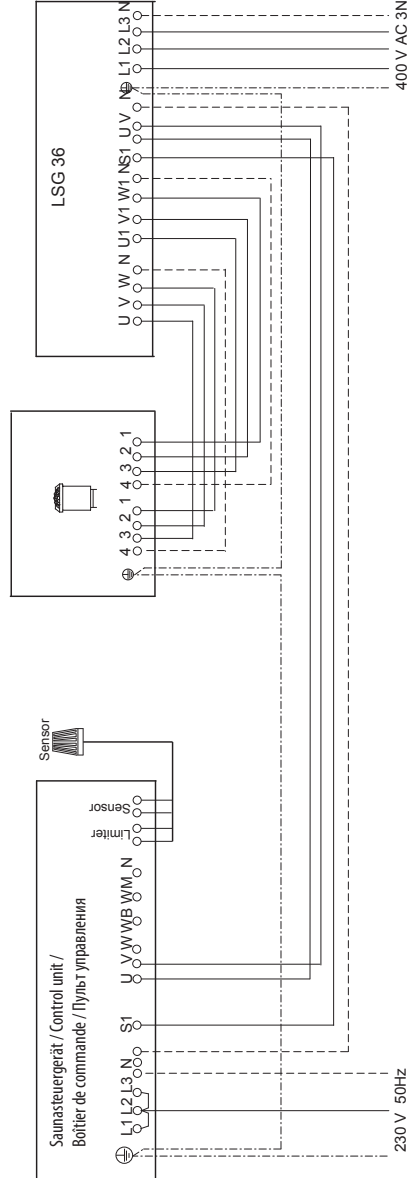 Saunasteuergerät / Control unit /
Boîtier de commande / Пульт управления
L1 L2 L3 N S1 U V W WB WM N Limiter Sensor
Sensor
230 V 50Hz
4 3 2 1 4 3 2 1
LSG 36
U V W N U1 V1 W1 N S1 U V N L1 L2 L3 N
400 V AC 3N